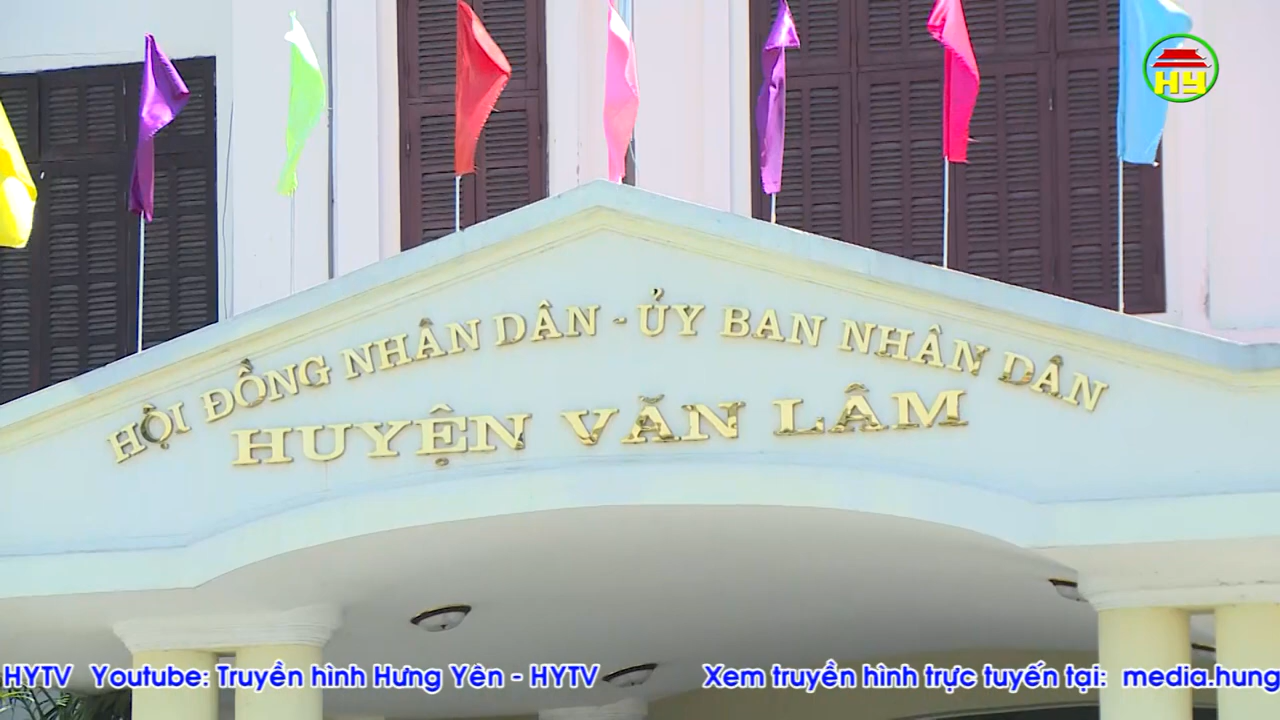 HY
HỘI ĐỒNG NHÂN DÂN - ỦY BAN NHÂN DÂN
HUYỆN VĂN LÂM
HYTV Youtube: Truyền hình Hưng Yên - HYTV Xem truyền hình trực tuyến tại: media.hung